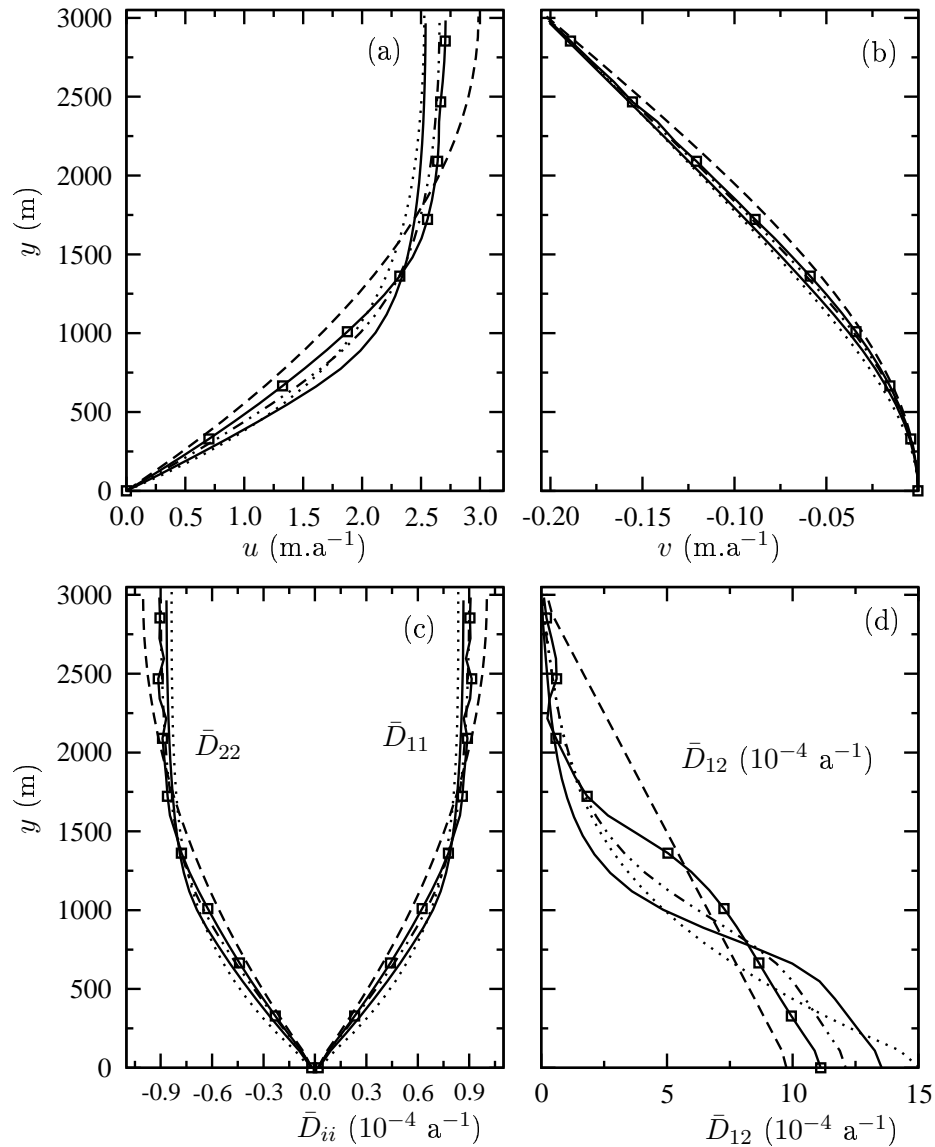 3000
2500
2000
1500
1000
500
0
y (m)
(a)
0.0 0.5 1.0 1.5 2.0 2.5 3.0
u (m.a⁻¹)
(b)
-0.20 -0.15 -0.10 -0.05
v (m.a⁻¹)
3000
2500
2000
1500
1000
500
0
y (m)
(c)
D̄₂₂ D̄₁₁
-0.9 -0.6 -0.3 0.0 0.3 0.6 0.9
D̄ᵢᵢ (10⁻⁴ a⁻¹)
(d)
D̄₁₂ (10⁻⁴ a⁻¹)
0 5 10 15
D̄₁₂ (10⁻⁴ a⁻¹)